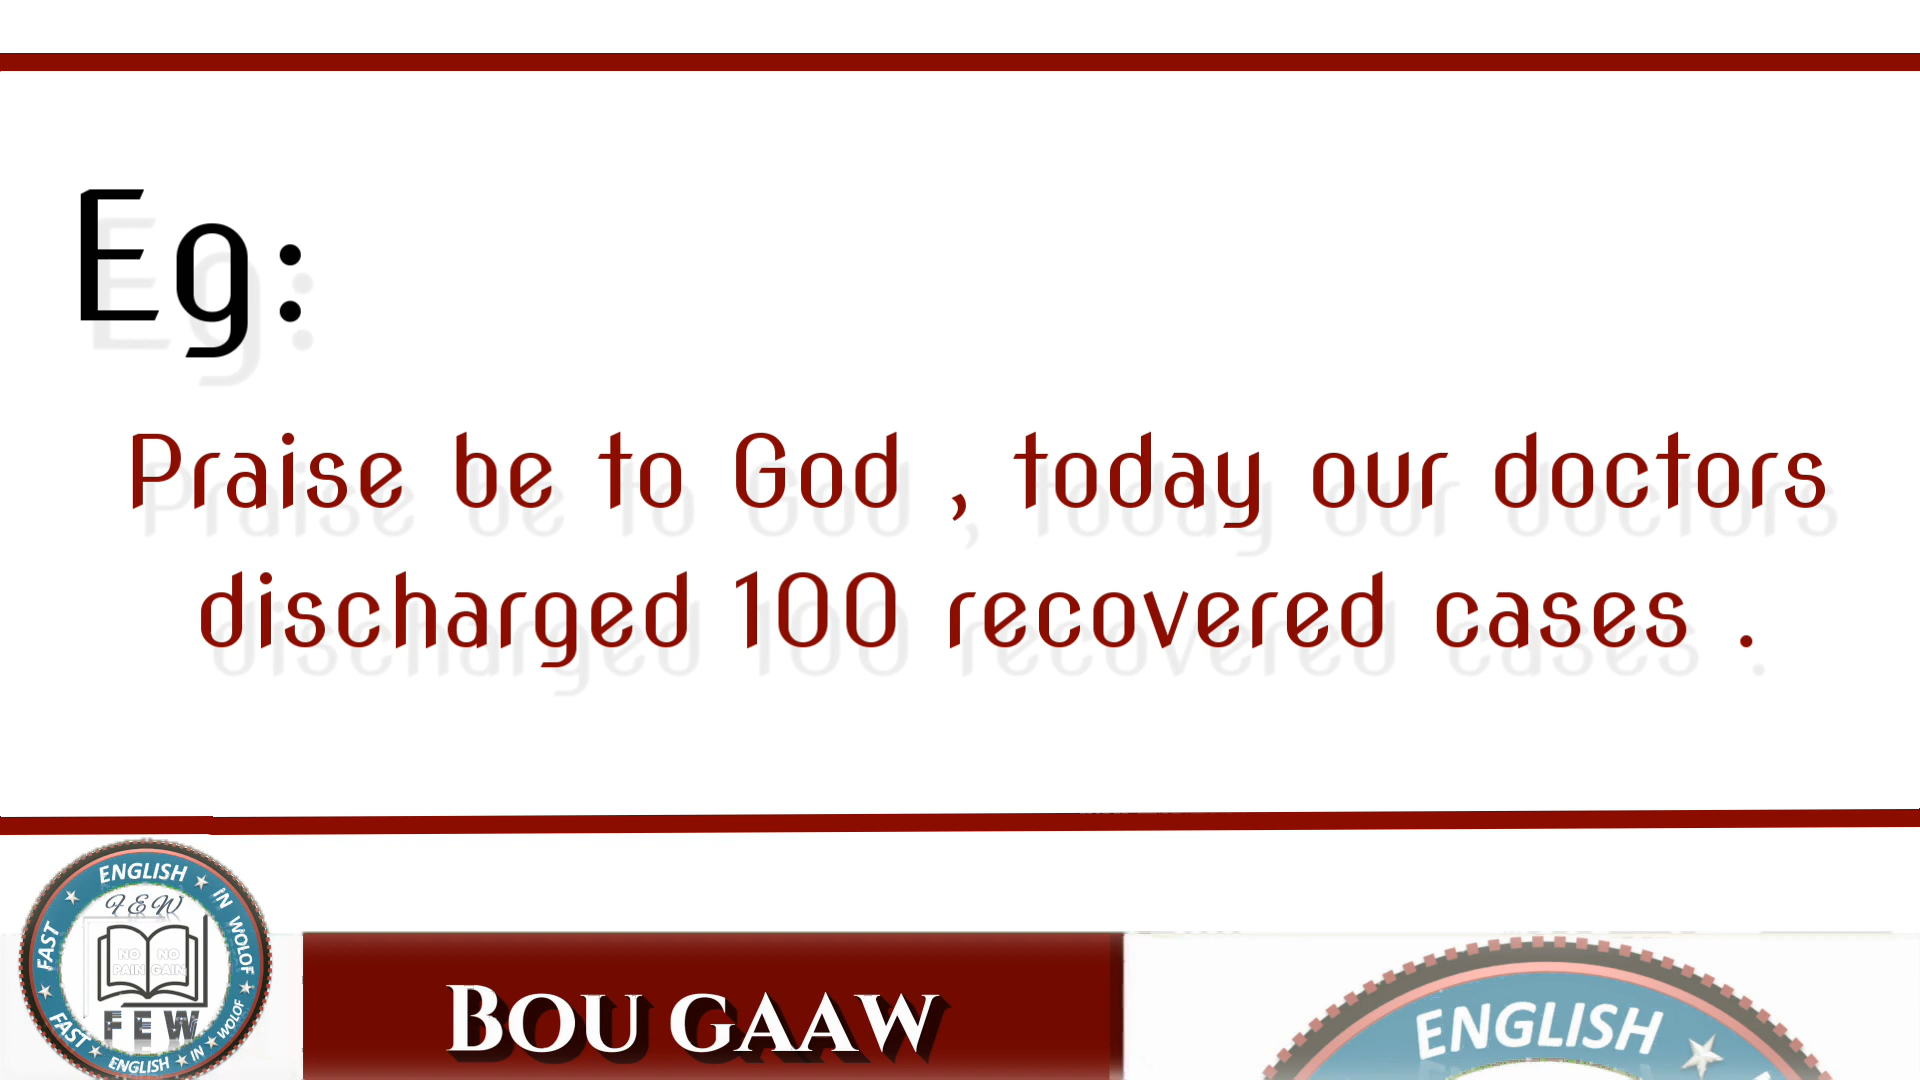 Eg:
Praise be to God , today our doctors
discharged 100 recovered cases .
ENGLISH IN WOLOF
FAST
F&W
NO NO
PAIN GAIN
FEW
FAST ENGLISH IN WOLOF
BOU GAAW
ENGLISH